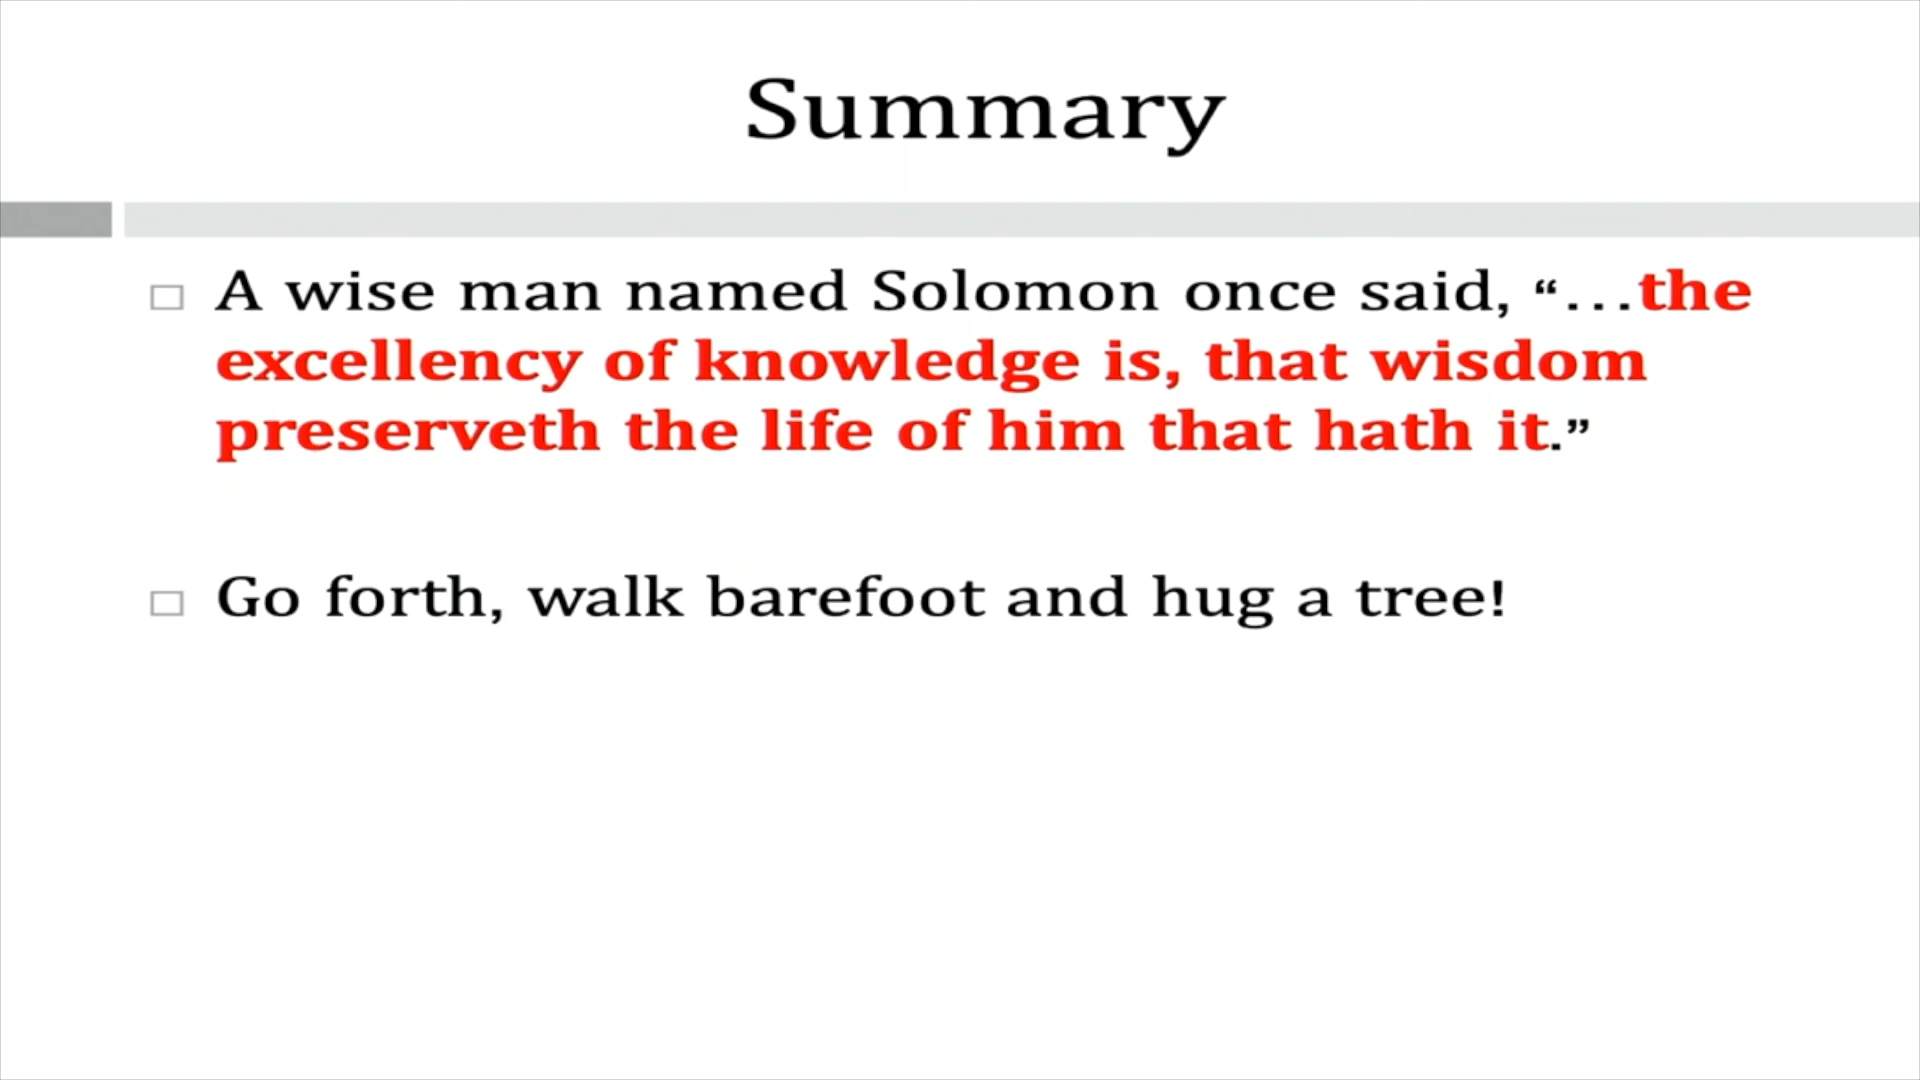 Summary
A wise man named Solomon once said, “…the
excellency of knowledge is, that wisdom
preserveth the life of him that hath it.”
Go forth, walk barefoot and hug a tree!